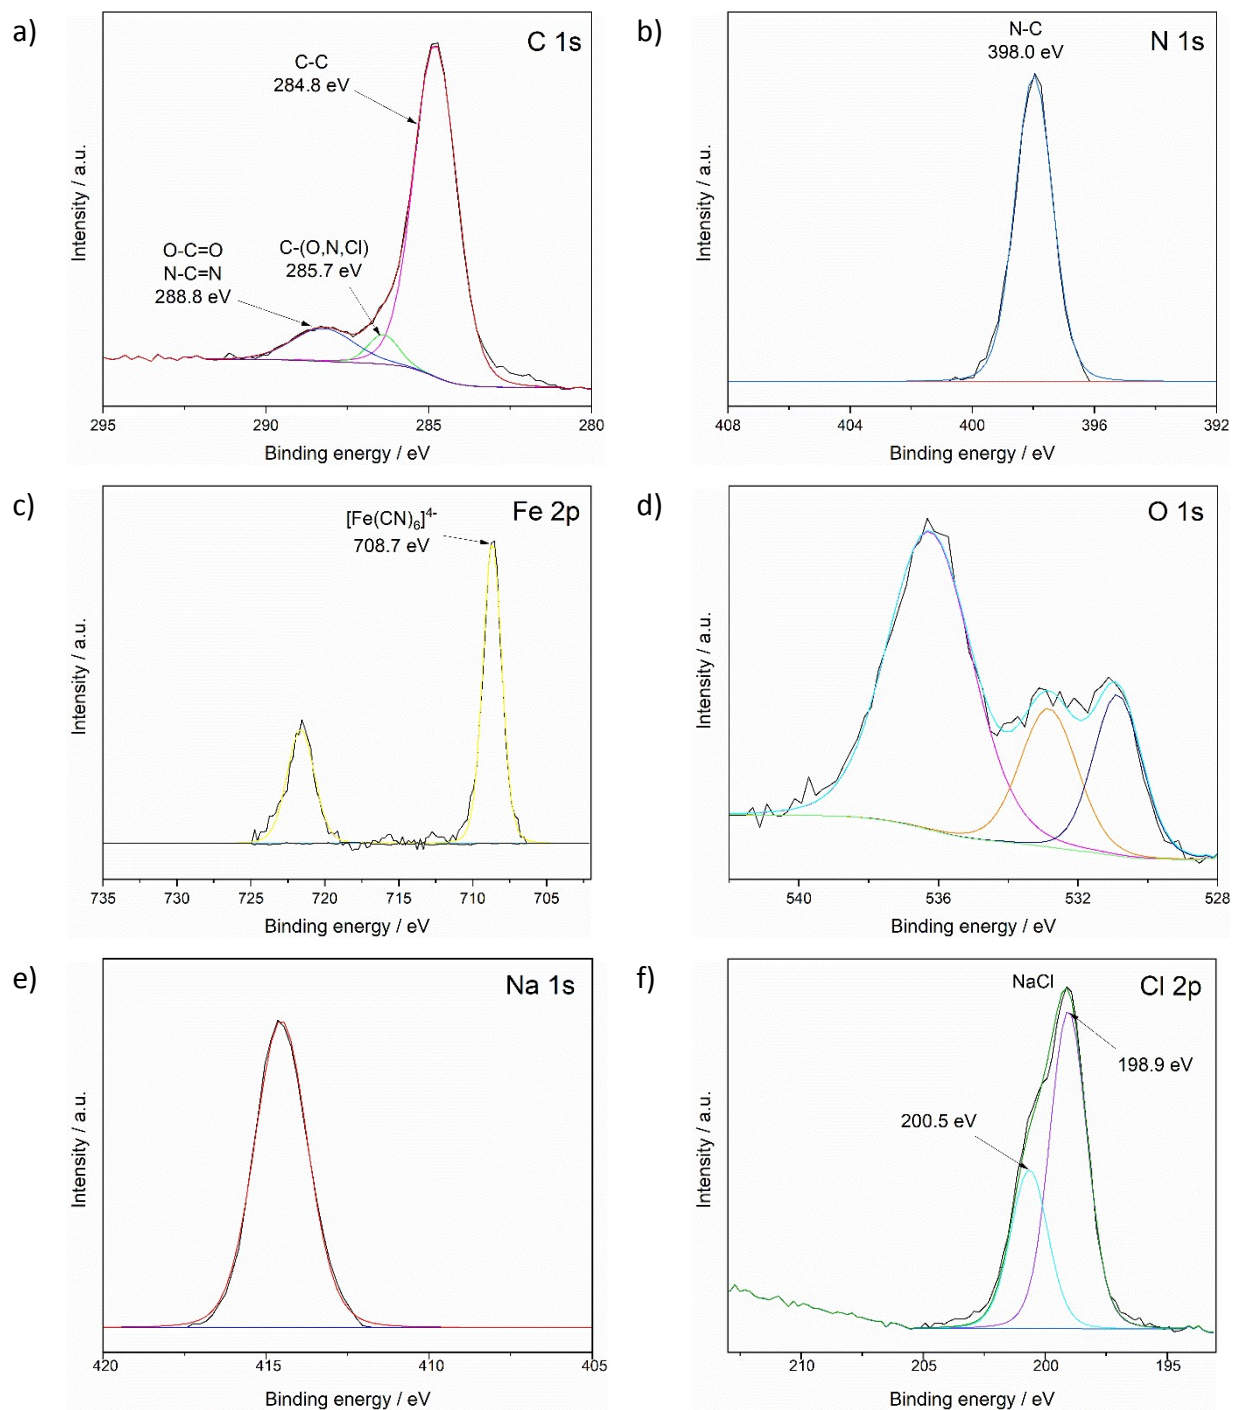 a)
C 1s
C-C
284.8 eV
O-C=O
N-C=N
288.8 eV
C-(O,N,Cl)
285.7 eV
Intensity / a.u.
295 290 285 280
Binding energy / eV
b)
N 1s
N-C
398.0 eV
Intensity / a.u.
408 404 400 396 392
Binding energy / eV
c)
Fe 2p
[Fe(CN)₆]⁴⁻
708.7 eV
Intensity / a.u.
735 730 725 720 715 710 705
Binding energy / eV
d)
O 1s
Intensity / a.u.
540 536 532 528
Binding energy / eV
e)
Na 1s
Intensity / a.u.
420 415 410 405
Binding energy / eV
f)
NaCl
Cl 2p
198.9 eV
200.5 eV
Intensity / a.u.
210 205 200 195
Binding energy / eV